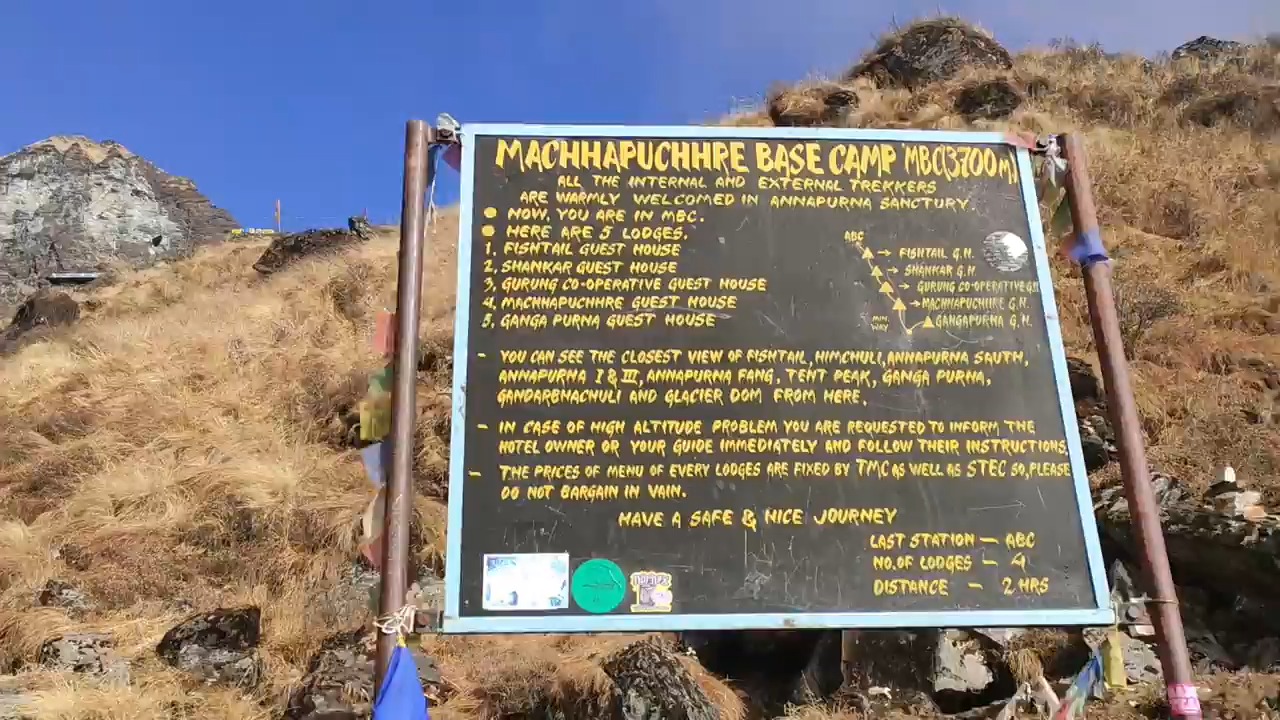 MACHHAPUCHHRE BASE CAMP 'MBC'(3700 M)
ALL THE INTERNAL AND EXTERNAL TREKKERS
ARE WARMLY WELCOMED IN ANNAPURNA SANCTURY.
NOW, YOU ARE IN MBC.
HERE ARE 5 LODGES.
1. FISHTAIL GUEST HOUSE
2. SHANKAR GUEST HOUSE
3. GURUNG CO-OPERATIVE GUEST HOUSE
4. MACHHAPUCHHRE GUEST HOUSE
5. GANGA PURNA GUEST HOUSE
ABC
→ FISHTAIL G.H.
→ SHANKAR G.H.
→ GURUNG CO-OPERATIVE G.H
→ MACHHAPUCHHRE G.H.
GANGAPURNA G.H.
WAY
- YOU CAN SEE THE CLOSEST VIEW OF FISHTAIL, HIMCHULI, ANNAPURNA SAUTH,
ANNAPURNA I & III, ANNAPURNA FANG, TENT PEAK, GANGA PURNA,
GANDARBHACHULI AND GLACIER DOM FROM HERE.
- IN CASE OF HIGH ALTITUDE PROBLEM YOU ARE REQUESTED TO INFORM THE
HOTEL OWNER OR YOUR GUIDE IMMEDIATELY AND FOLLOW THEIR INSTRUCTIONS.
- THE PRICES OF MENU OF EVERY LODGES ARE FIXED BY TMC AS WELL AS STEC SO, PLEASE
DO NOT BARGAIN IN VAIN.
HAVE A SAFE & NICE JOURNEY
LAST STATION — ABC
NO. OF LODGES - 4
DISTANCE - 2 HRS